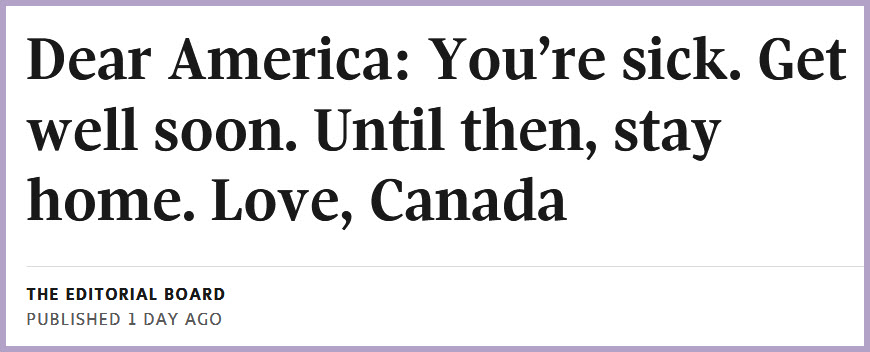 Dear America: You’re sick. Get
well soon. Until then, stay
home. Love, Canada
THE EDITORIAL BOARD
PUBLISHED 1 DAY AGO